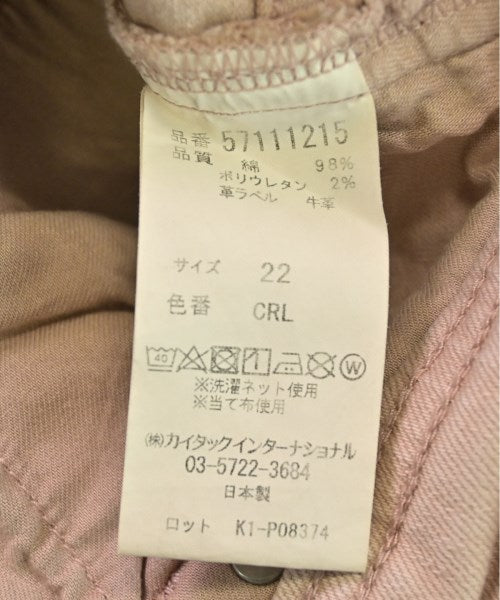 品番 57111215
品質 綿 98%
ポリウレタン 2%
革ラベル 牛革
サイズ 22
色番 CRL
40 W
※洗濯ネット使用
※当て布使用
㈱カイタックインターナショナル
03-5722-3684
日本製
ロット K1-P08374